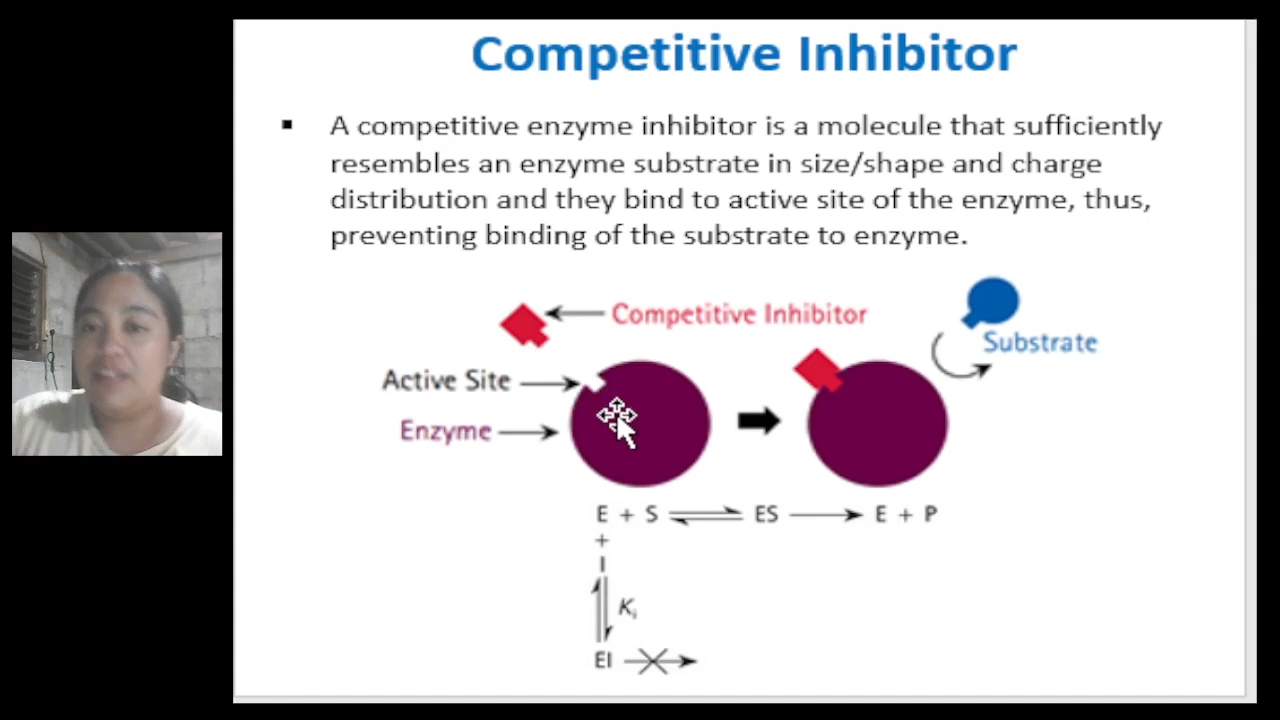 Competitive Inhibitor
▪ A competitive enzyme inhibitor is a molecule that sufficiently
resembles an enzyme substrate in size/shape and charge
distribution and they bind to active site of the enzyme, thus,
preventing binding of the substrate to enzyme.
Competitive Inhibitor
Substrate
Active Site
Enzyme
E + S ⇌ ES → E + P
+
I
Ki
EI